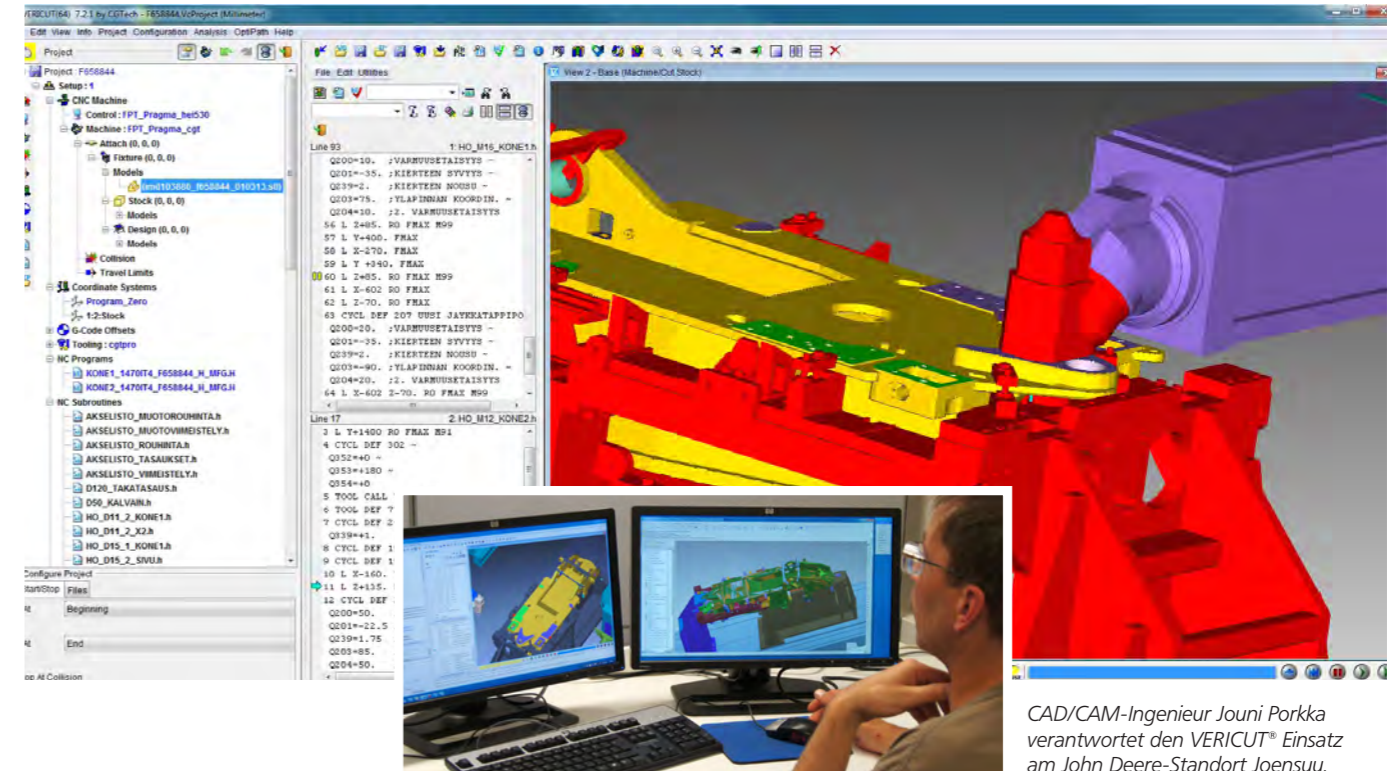 VERICUT(64) 7.2.1 by CGTech - F658844.VcProject (Millimeter)
Edit View Info Project Configuration Analysis OptiPath Help
Project
Project : F658844
Setup : 1
CNC Machine
Control : FPT_Pragma_hei530
Machine : FPT_Pragma_cgt
Attach (0, 0, 0)
Fixture (0, 0, 0)
Models
Stock (0, 0, 0)
Models
Design (0, 0, 0)
Models
Collision
Travel Limits
Coordinate Systems
Program_Zero
1:2:Stock
G-Code Offsets
Tooling : cgtpro
NC Programs
KONE1_1470IT4_F658844_H_MFG.H
KONE2_1470IT4_F658844_H_MFG.H
NC Subroutines
AKSELISTO_MUOTOROUHINTA.h
AKSELISTO_MUOTOVIIMEISTELY.h
AKSELISTO_ROUHINTA.h
AKSELISTO_TASAUKSET.h
AKSELISTO_VIIMEISTELY.h
D120_TAKATASAUS.h
D50_KALVAIN.h
HO_D11_2_KONE1.h
HO_D11_2_X2.h
HO_D15_1_KONE1.h
HO_D15_2_SIVU.h
Configure Project
Start/Stop Files
Beginning
End
Stop At Collision
File Edit Utilities
Line 93 1: HO_M16_KONE1.h
Q200=10. ;VARMUUSETAISYYS ~
Q201=-35. ;KIERTEEN SYVYYS ~
Q239=2. ;KIERTEEN NOUSU ~
Q203=75. ;YLAPINNAN KOORDIN. ~
Q204=10. ;2. VARMUUSETAISYYS
56 L Z+85. R0 FMAX M99
57 L Y+400. FMAX
58 L X-270. FMAX
59 L Y +340. FMAX
60 L Z+85. R0 FMAX M99
61 L X-602 R0 FMAX
62 L Z-70. R0 FMAX
63 CYCL DEF 207 UUSI JAYKKATAPPIPO
Q200=20. ;VARMUUSETAISYYS ~
Q201=-35. ;KIERTEEN SYVYYS ~
Q239=2. ;KIERTEEN NOUSU ~
Q203=-90. ;YLAPINNAN KOORDIN. ~
Q204=20. ;2. VARMUUSETAISYYS
64 L X-602 Z-70. R0 FMAX M99
Line 17 2: HO_M12_KONE2.h
3 L Y+1400 R0 FMAX M91
4 CYCL DEF 302 ~
Q352=+0 ~
Q353=+180 ~
Q354=+0
5 TOOL CALL
6 TOOL DEF 7
7 CYCL DEF 2
Q339=+1.
8 CYCL DEF 1
9 CYCL DEF 1
10 L X-160.
11 L Z+135.
12 CYCL DEF
Q200=50.
Q201=-22.5
Q239=1.75
Q203=85.
Q204=50.
View 2 - Base (Machine/Cut Stock)
CAD/CAM-Ingenieur Jouni Porkka
verantwortet den VERICUT® Einsatz
am John Deere-Standort Joensuu.